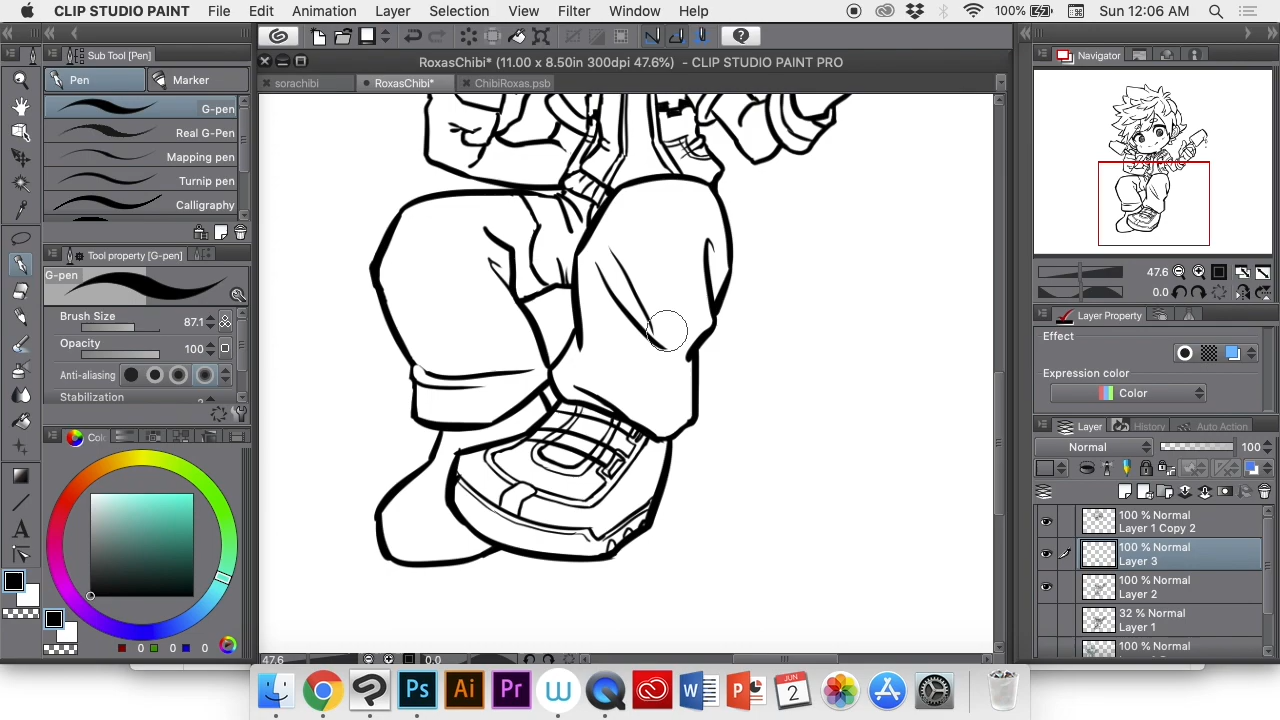 CLIP STUDIO PAINT File Edit Animation Layer Selection View Filter Window Help 100% Sun 12:06 AM
Sub Tool [Pen]
RoxasChibi* (11.00 x 8.50in 300dpi 47.6%) - CLIP STUDIO PAINT PRO
Navigator
Pen Marker
sorachibi RoxasChibi* ChibiRoxas.psb
G-pen
Real G-Pen
Mapping pen
Turnip pen
Calligraphy
Tool property [G-pen]
G-pen
Brush Size 87.1
Opacity 100
Anti-aliasing
Stabilization
47.6
0.0
Layer Property
Effect
Expression color
Color
Layer History Auto Action
Normal 100
100 % Normal
Layer 1 Copy 2
100 % Normal
Layer 3
100 % Normal
Layer 2
32 % Normal
Layer 1
100 % Normal
0 0 0
47.6 0.0
Ps Ai Pr W JUN 2